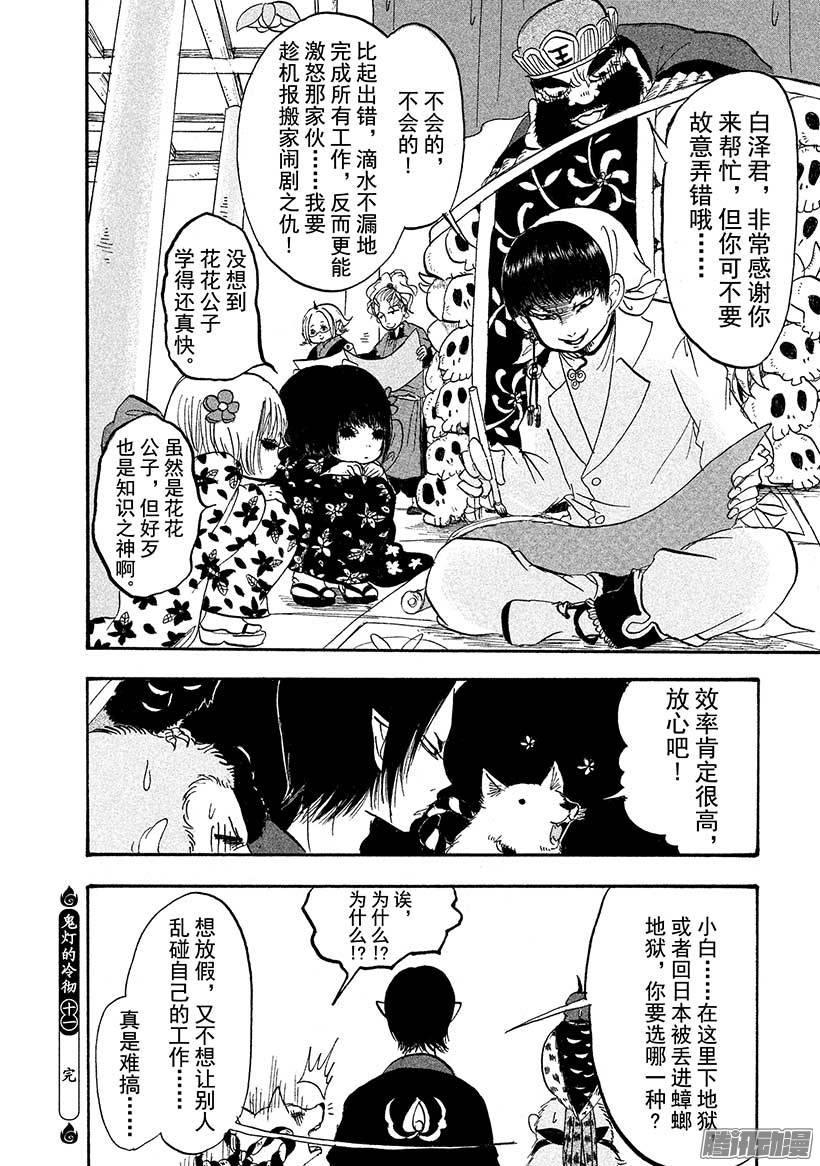 白泽君，非常感谢你
来帮忙，但你可不要
故意弄错哦……
王
不会的，
不会的！
比起出错，滴水不漏地
完成所有工作，反而更能
激怒那家伙……我要
趁机报搬家闹剧之仇！
没想到
花花公子
学得还真快。
虽然是花花
公子，但好歹
也是知识之神啊。
效率肯定很高，
放心吧！
小白……在这里下地狱
或者回日本被丢进蟑螂
地狱，你要选哪一种？
诶，
为什么！？
为什么！？
想放假，又不想让别人
乱碰自己的工作……
真是难搞……
鬼灯的冷彻 十一 完
腾讯动漫